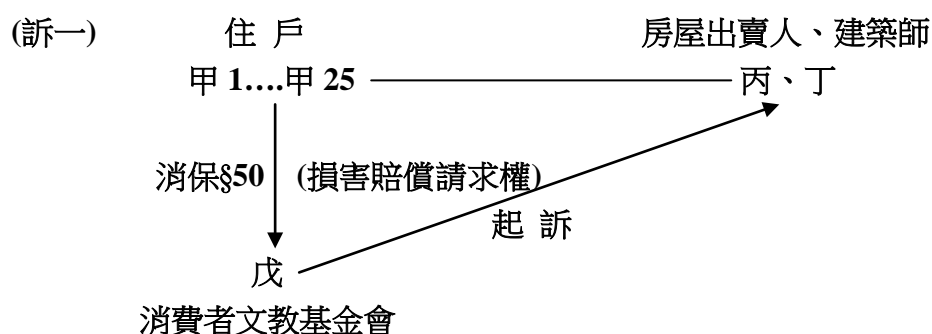 (訴一) 住 戶 房屋出賣人、建築師
甲 1….甲 25 丙、丁
消保§50 (損害賠償請求權)
起 訴
戊
消費者文教基金會